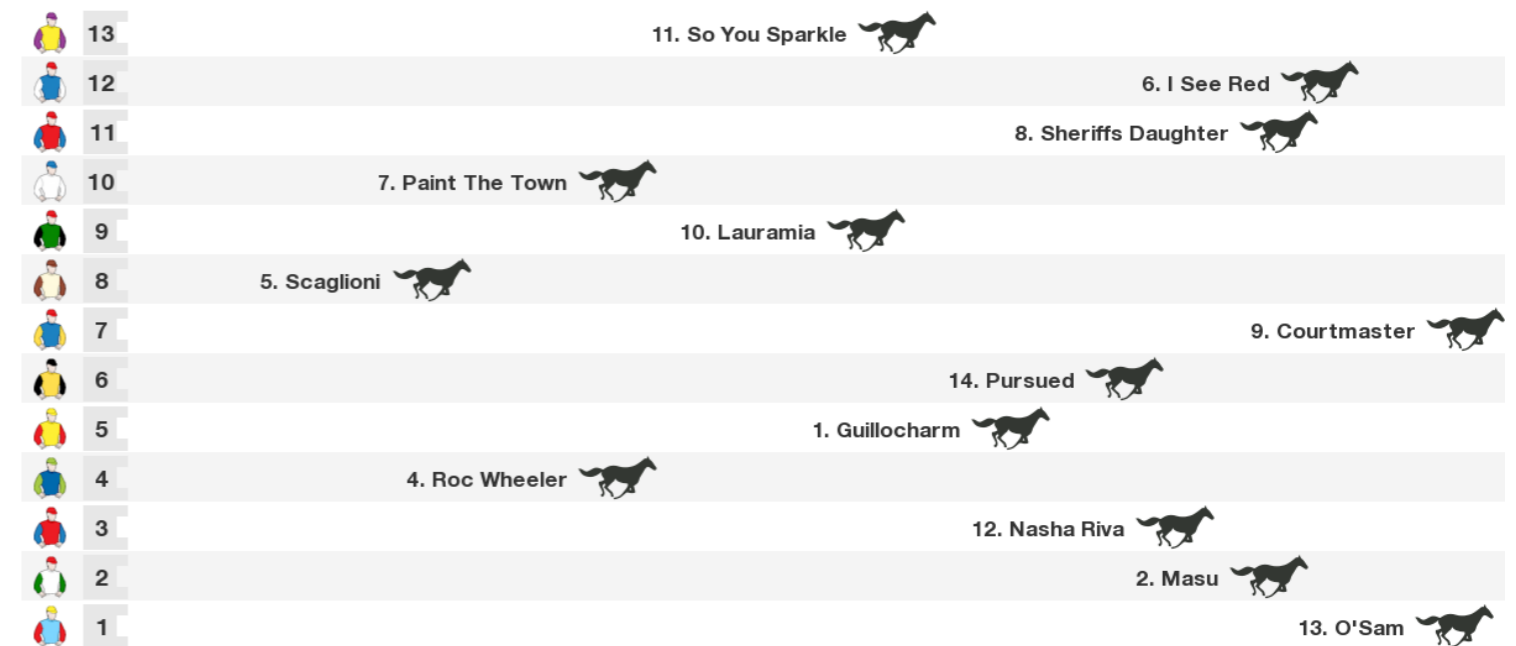 13 11. So You Sparkle
12 6. I See Red
11 8. Sheriffs Daughter
10 7. Paint The Town
9 10. Lauramia
8 5. Scaglioni
7 9. Courtmaster
6 14. Pursued
5 1. Guillocharm
4 4. Roc Wheeler
3 12. Nasha Riva
2 2. Masu
1 13. O'Sam